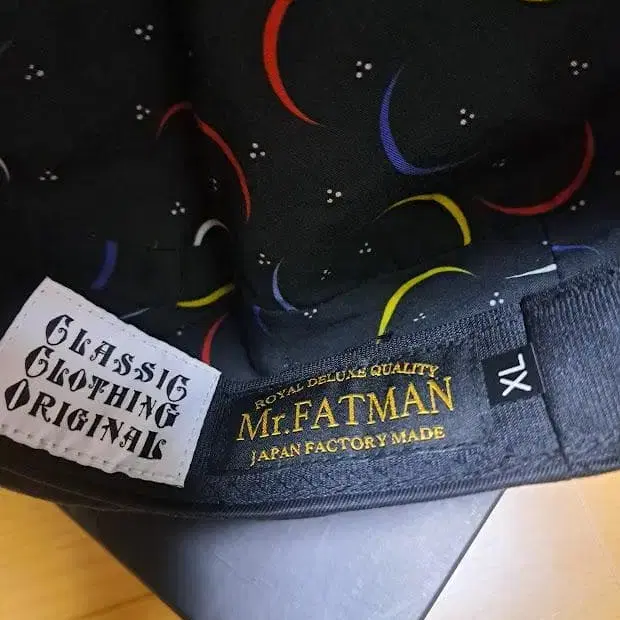 CLASSIC
CLOTHING
ORIGINAL
ROYAL DELUXE QUALITY
Mr.FATMAN
JAPAN FACTORY MADE
XL